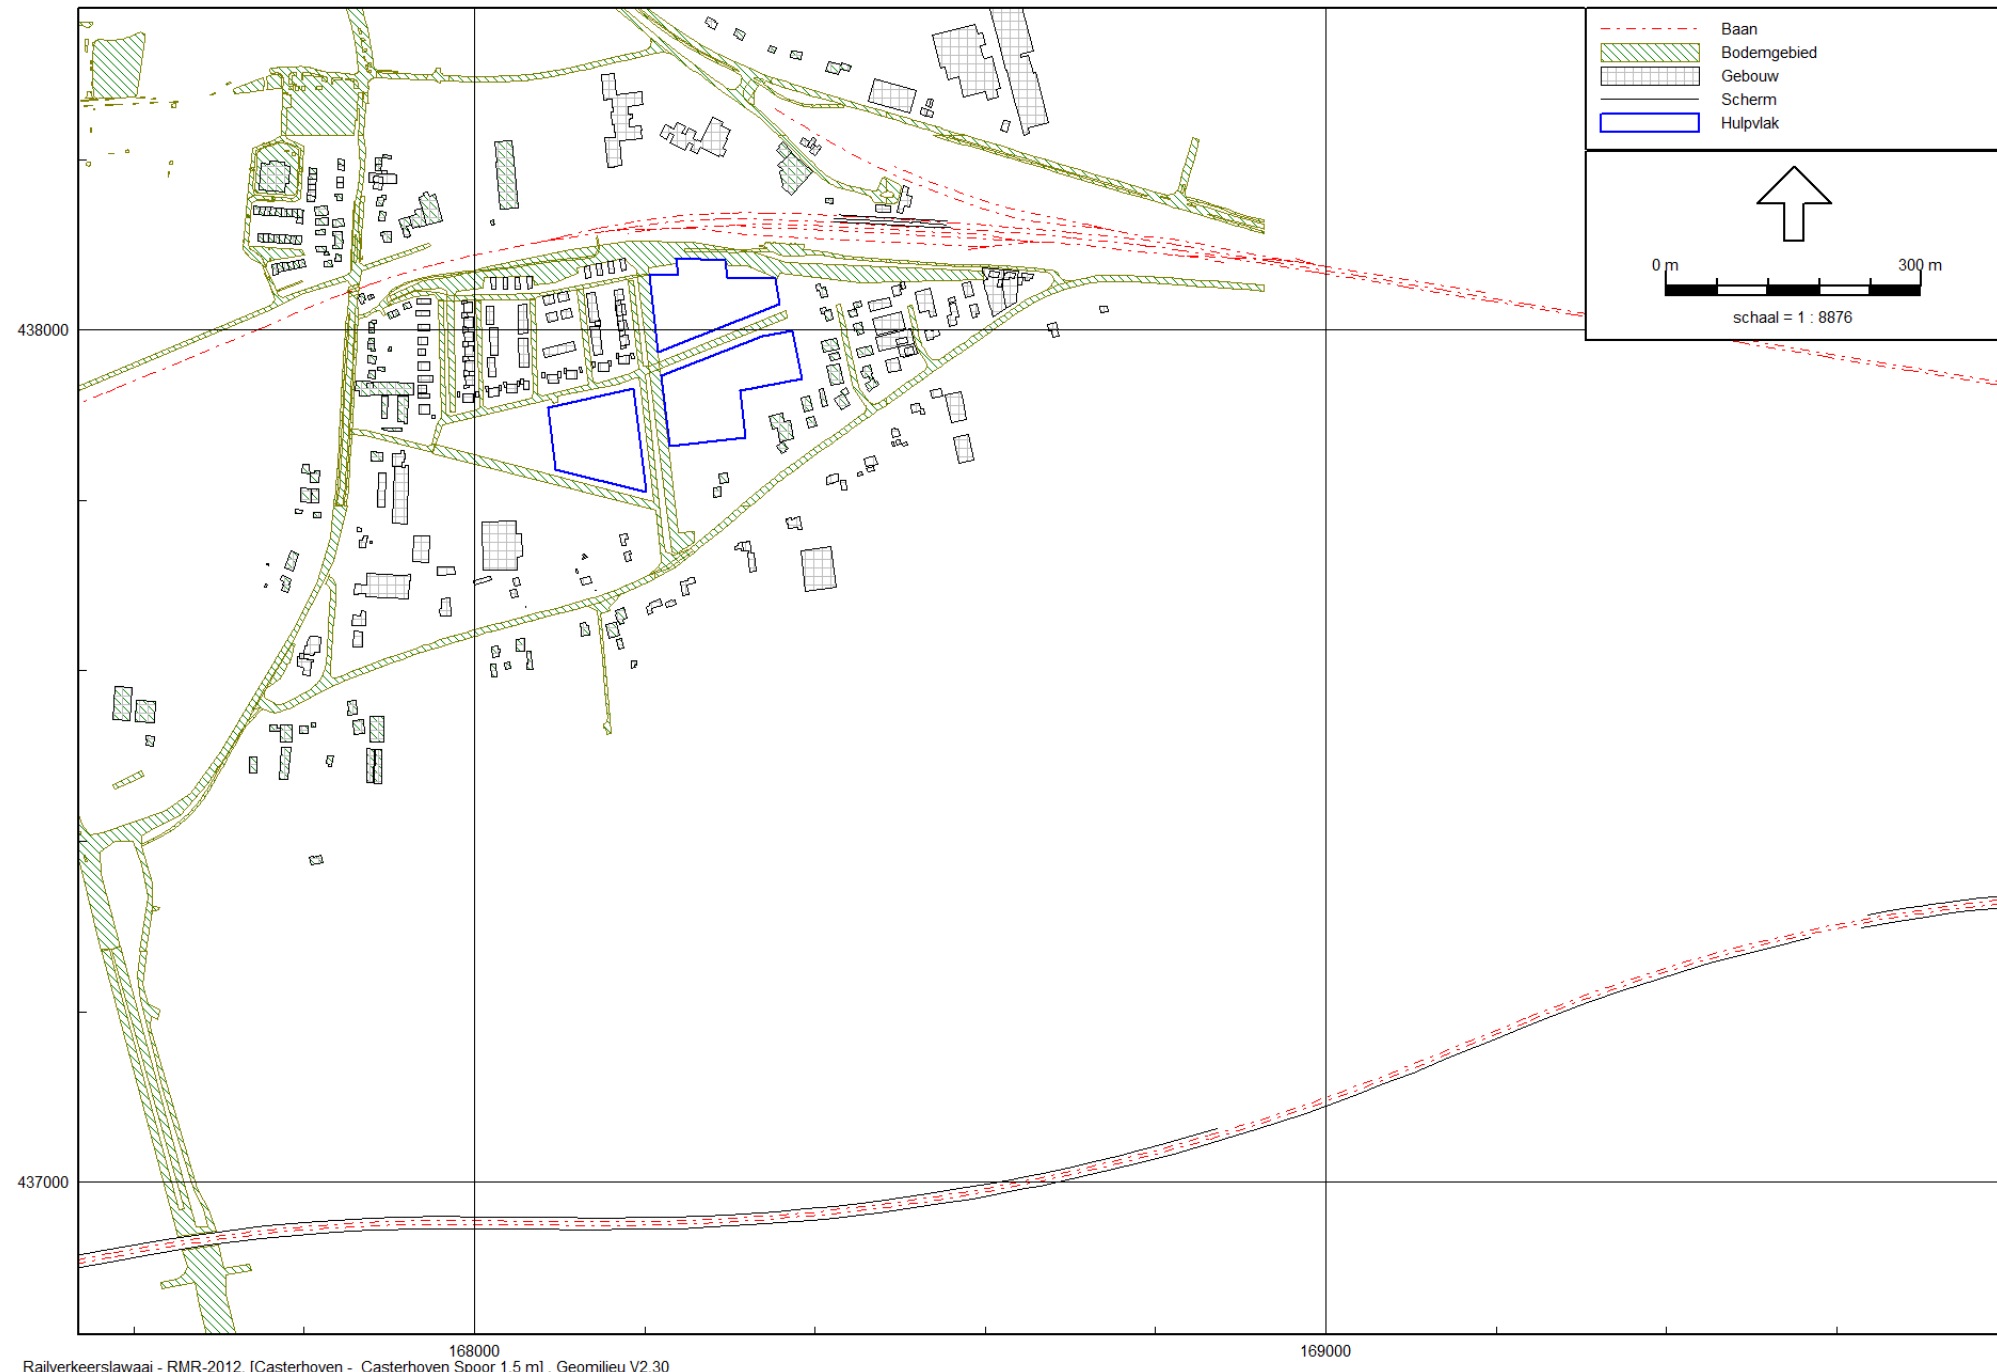 Baan
Bodemgebied
Gebouw
Scherm
Hulpvlak
0 m 300 m
schaal = 1 : 8876
438000
437000
168000 169000
Railverkeerslawaai - RMR-2012, [Casterhoven - Casterhoven Spoor 1,5 m] , Geomilieu V2.30